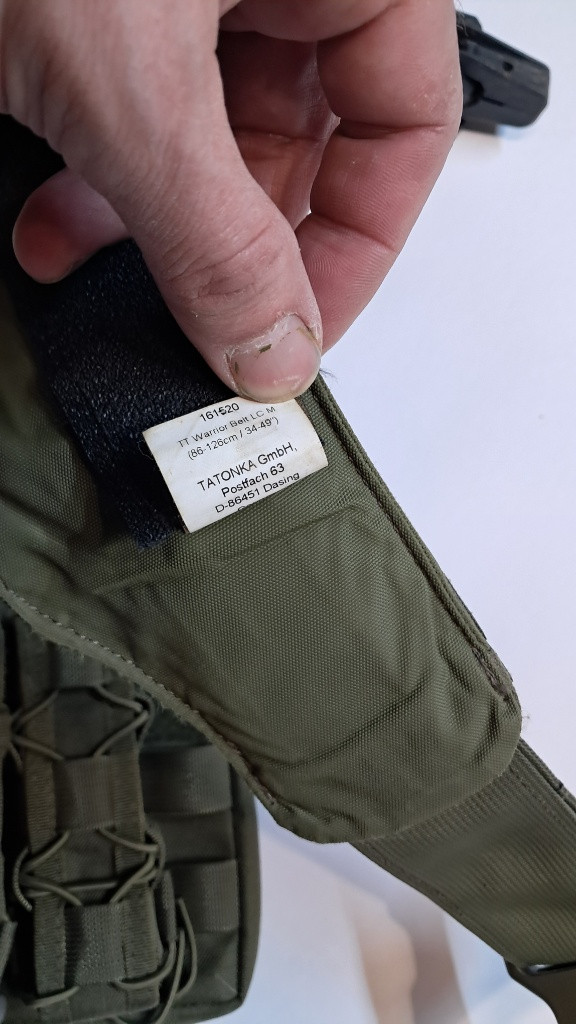 161520
TT Warrior Belt LC M
(86-126cm / 34-49")
TATONKA GmbH,
Postfach 63
D-86451 Dasing